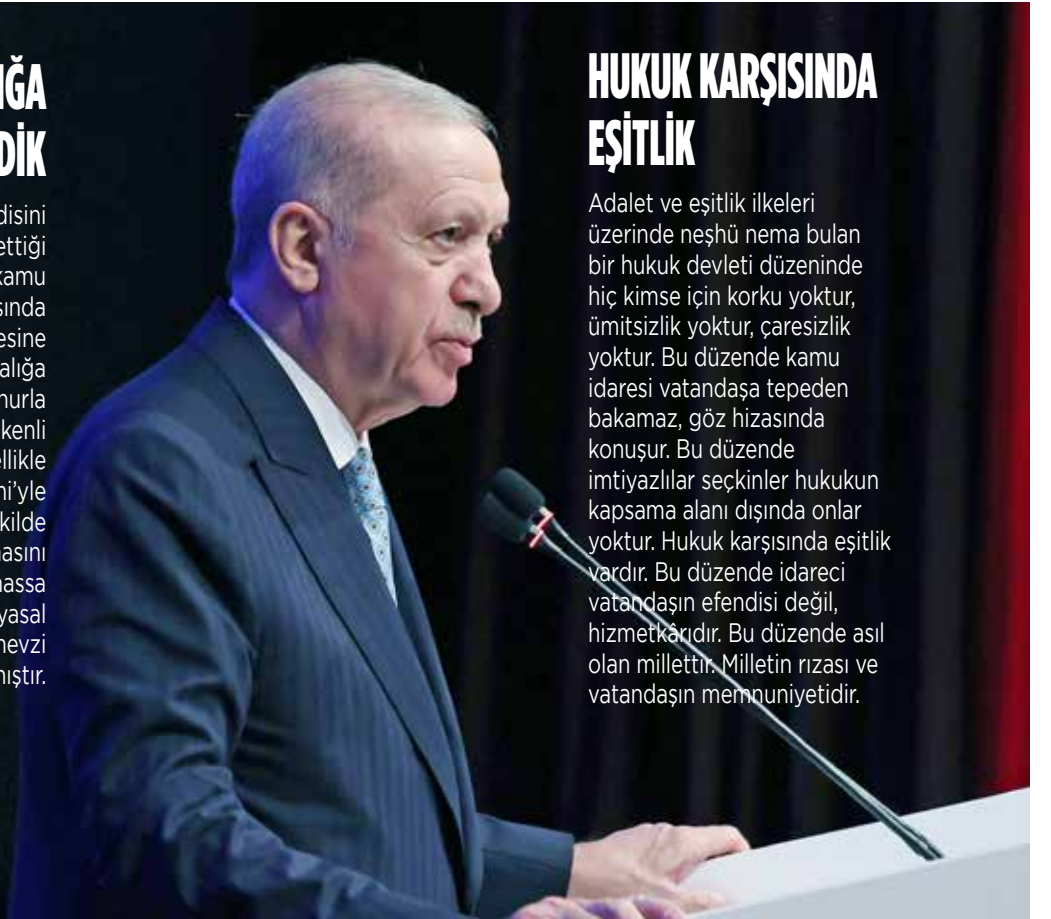 IĞA
DİK
disini
ettiği
kamu
sında
esine
alığa
nurla
kenli
ellikle
ni'yle
kilde
nasını
hassa
yasal
nevzi
mıştır.
HUKUK KARŞISINDA
EŞİTLİK
Adalet ve eşitlik ilkeleri
üzerinde neşhü nema bulan
bir hukuk devleti düzeninde
hiç kimse için korku yoktur,
ümitsizlik yoktur, çaresizlik
yoktur. Bu düzende kamu
idaresi vatandaşa tepeden
bakamaz, göz hizasında
konuşur. Bu düzende
imtiyazlılar seçkinler hukukun
kapsama alanı dışında onlar
yoktur. Hukuk karşısında eşitlik
vardır. Bu düzende idareci
vatandaşın efendisi değil,
hizmetkârıdır. Bu düzende asıl
olan millettir. Milletin rızası ve
vatandaşın memnuniyetidir.